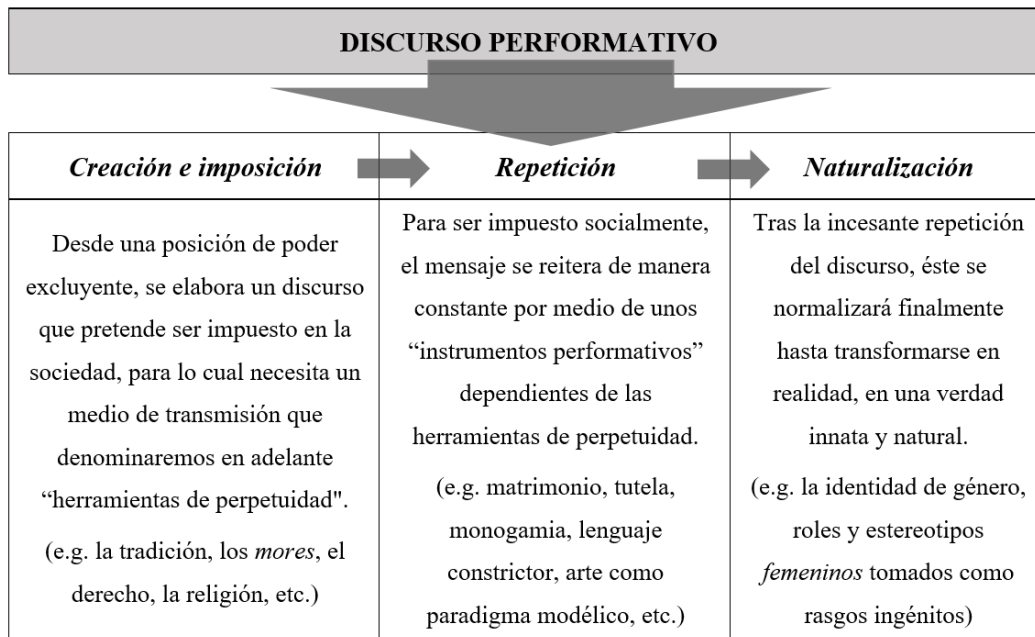 DISCURSO PERFORMATIVO
Creación e imposición
Desde una posición de poder
excluyente, se elabora un discurso
que pretende ser impuesto en la
sociedad, para lo cual necesita un
medio de transmisión que
denominaremos en adelante
“herramientas de perpetuidad".
(e.g. la tradición, los mores, el
derecho, la religión, etc.)
Repetición
Para ser impuesto socialmente,
el mensaje se reitera de manera
constante por medio de unos
“instrumentos performativos”
dependientes de las
herramientas de perpetuidad.
(e.g. matrimonio, tutela,
monogamia, lenguaje
constrictor, arte como
paradigma modélico, etc.)
Naturalización
Tras la incesante repetición
del discurso, éste se
normalizará finalmente
hasta transformarse en
realidad, en una verdad
innata y natural.
(e.g. la identidad de género,
roles y estereotipos
femeninos tomados como
rasgos ingénitos)